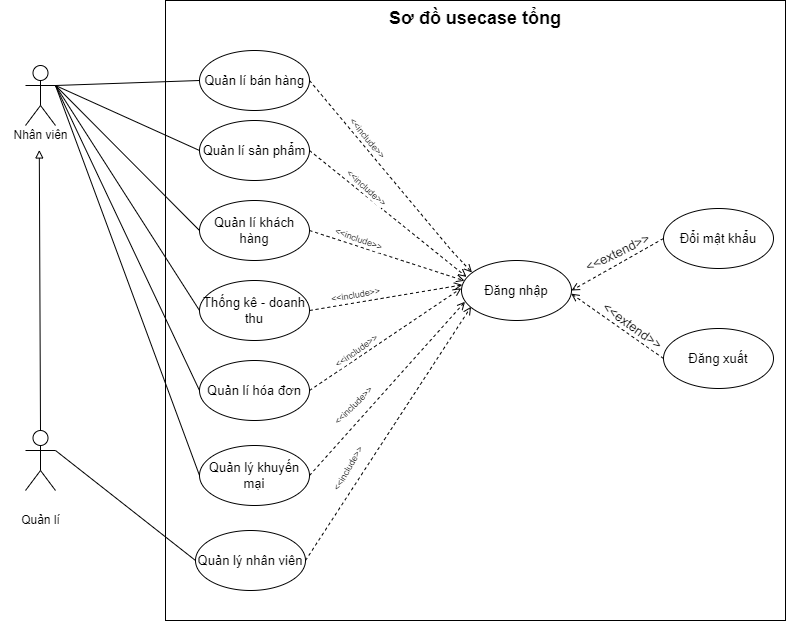 Sơ đồ usecase tổng
Nhân viên
Quản lí
Quản lí bán hàng
Quản lí sản phẩm
Quản lí khách
hàng
Thống kê - doanh
thu
Quản lí hóa đơn
Quản lý khuyến
mại
Quản lý nhân viên
<<include>>
<<include>>
<<include>>
<<include>>
<<include>>
<<include>>
<<include>>
Đăng nhập
<<extend>>
<<extend>>
Đổi mật khẩu
Đăng xuất